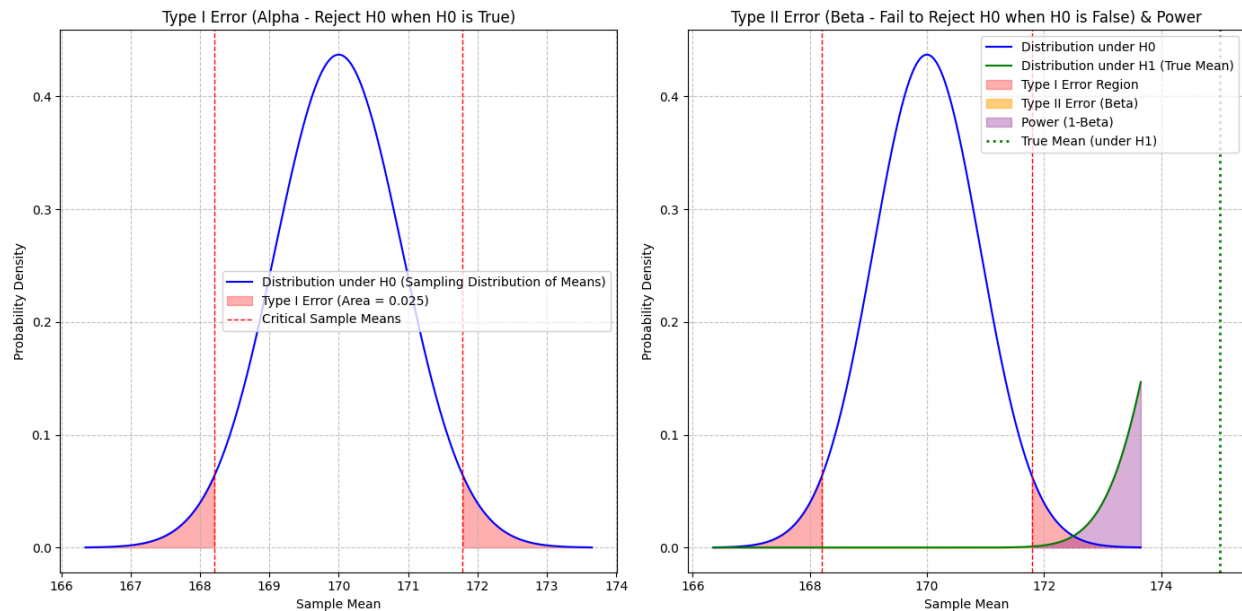 Type I Error (Alpha - Reject H0 when H0 is True)
Probability Density
0.4
0.3
0.2
0.1
0.0
Distribution under H0 (Sampling Distribution of Means)
Type I Error (Area = 0.025)
Critical Sample Means
166 167 168 169 170 171 172 173 174
Sample Mean
Type II Error (Beta - Fail to Reject H0 when H0 is False) & Power
Probability Density
0.4
0.3
0.2
0.1
0.0
Distribution under H0
Distribution under H1 (True Mean)
Type I Error Region
Type II Error (Beta)
Power (1-Beta)
True Mean (under H1)
166 168 170 172 174
Sample Mean